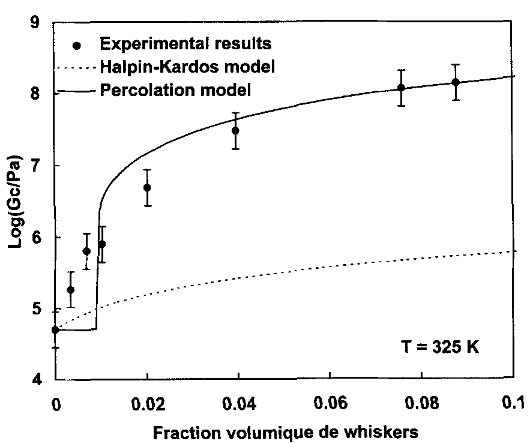 9
8
7
6
5
4
Log(Gc/Pa)
Experimental results
Halpin-Kardos model
Percolation model
T = 325 K
0 0.02 0.04 0.06 0.08 0.1
Fraction volumique de whiskers